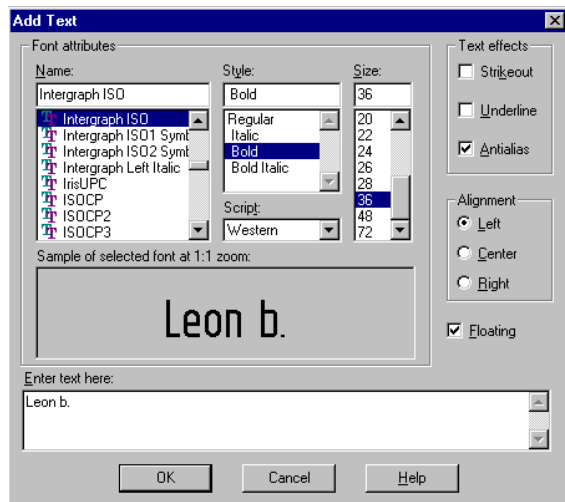 Add Text
Font attributes
Name:
Intergraph ISO
Intergraph ISO
Intergraph ISO1 Symb
Intergraph ISO2 Symt
Intergraph Left Italic
IrisUPC
ISOCP
ISOCP2
ISOCP3
Style:
Bold
Regular
Italic
Bold
Bold Italic
Script:
Western
Size:
36
20
22
24
26
28
36
48
72
Text effects
Strikeout
Underline
Antialias
Alignment
Left
Center
Right
Floating
Sample of selected font at 1:1 zoom:
Leon b.
Enter text here:
Leon b.
OK
Cancel
Help